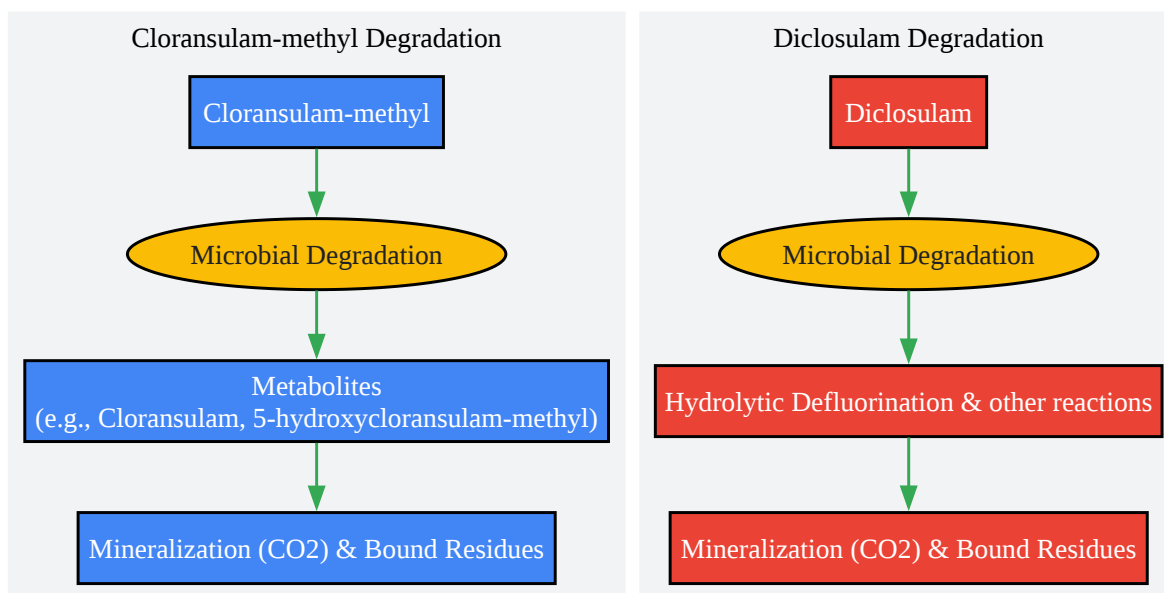 Cloransulam-methyl Degradation
Cloransulam-methyl
Microbial Degradation
Metabolites
(e.g., Cloransulam, 5-hydroxycloransulam-methyl)
Mineralization (CO2) & Bound Residues
Diclosulam Degradation
Diclosulam
Microbial Degradation
Hydrolytic Defluorination & other reactions
Mineralization (CO2) & Bound Residues